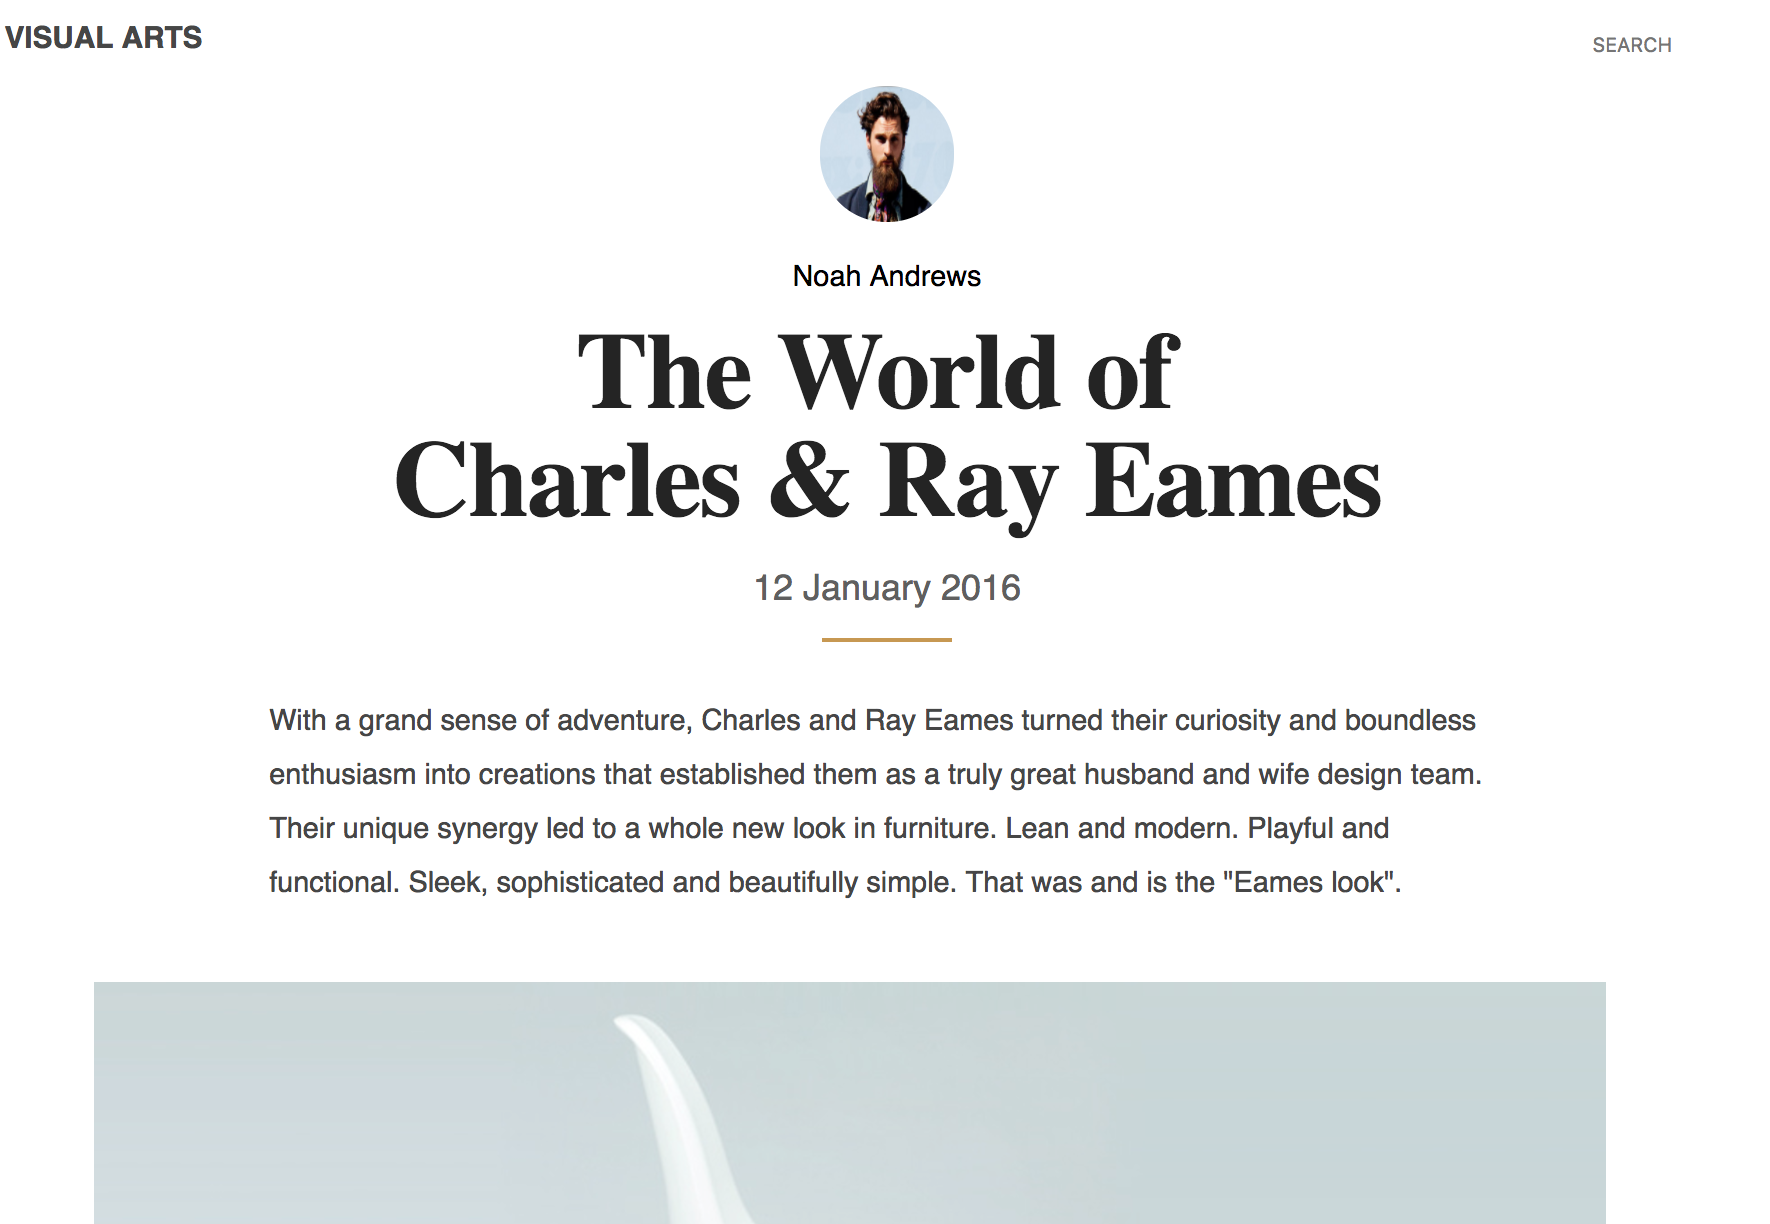 VISUAL ARTS
SEARCH
Noah Andrews
The World of
Charles & Ray Eames
12 January 2016
With a grand sense of adventure, Charles and Ray Eames turned their curiosity and boundless
enthusiasm into creations that established them as a truly great husband and wife design team.
Their unique synergy led to a whole new look in furniture. Lean and modern. Playful and
functional. Sleek, sophisticated and beautifully simple. That was and is the "Eames look".